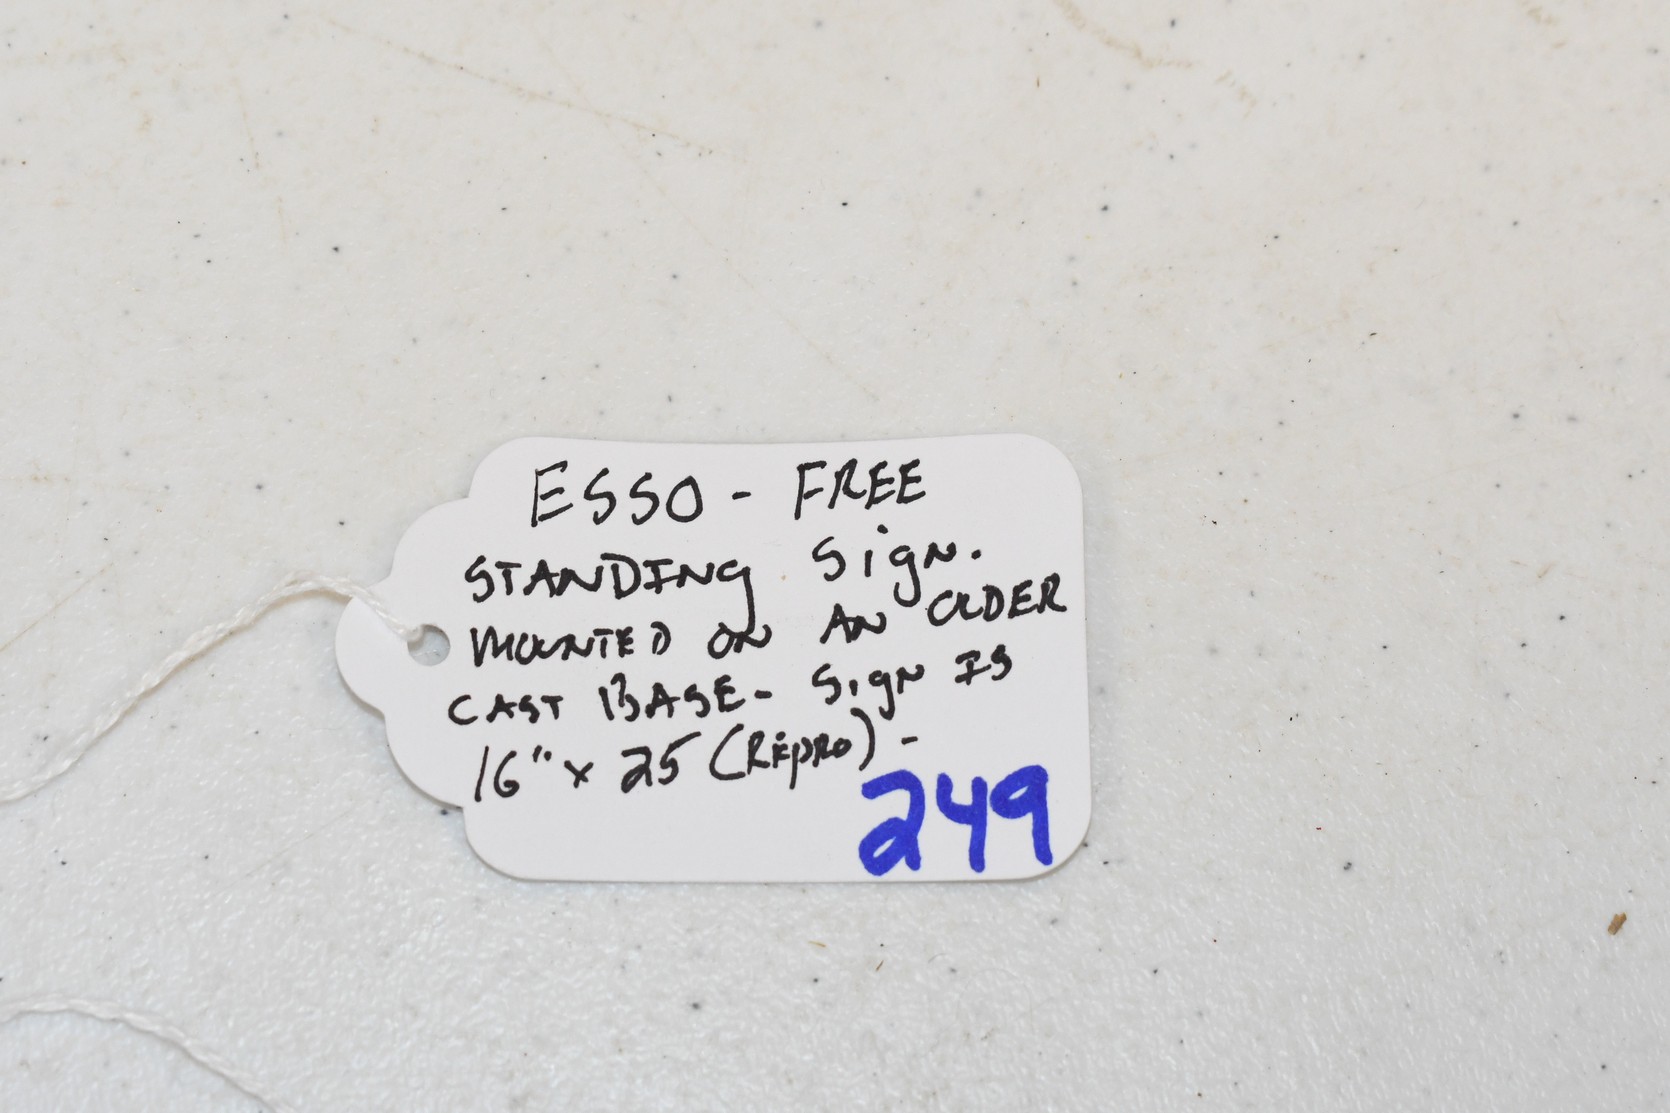 ESSO - FREE
STANDING Sign.
MOUNTED ON AN OLDER
CAST BASE - Sign IS
16" x 25 (Repro) -
249